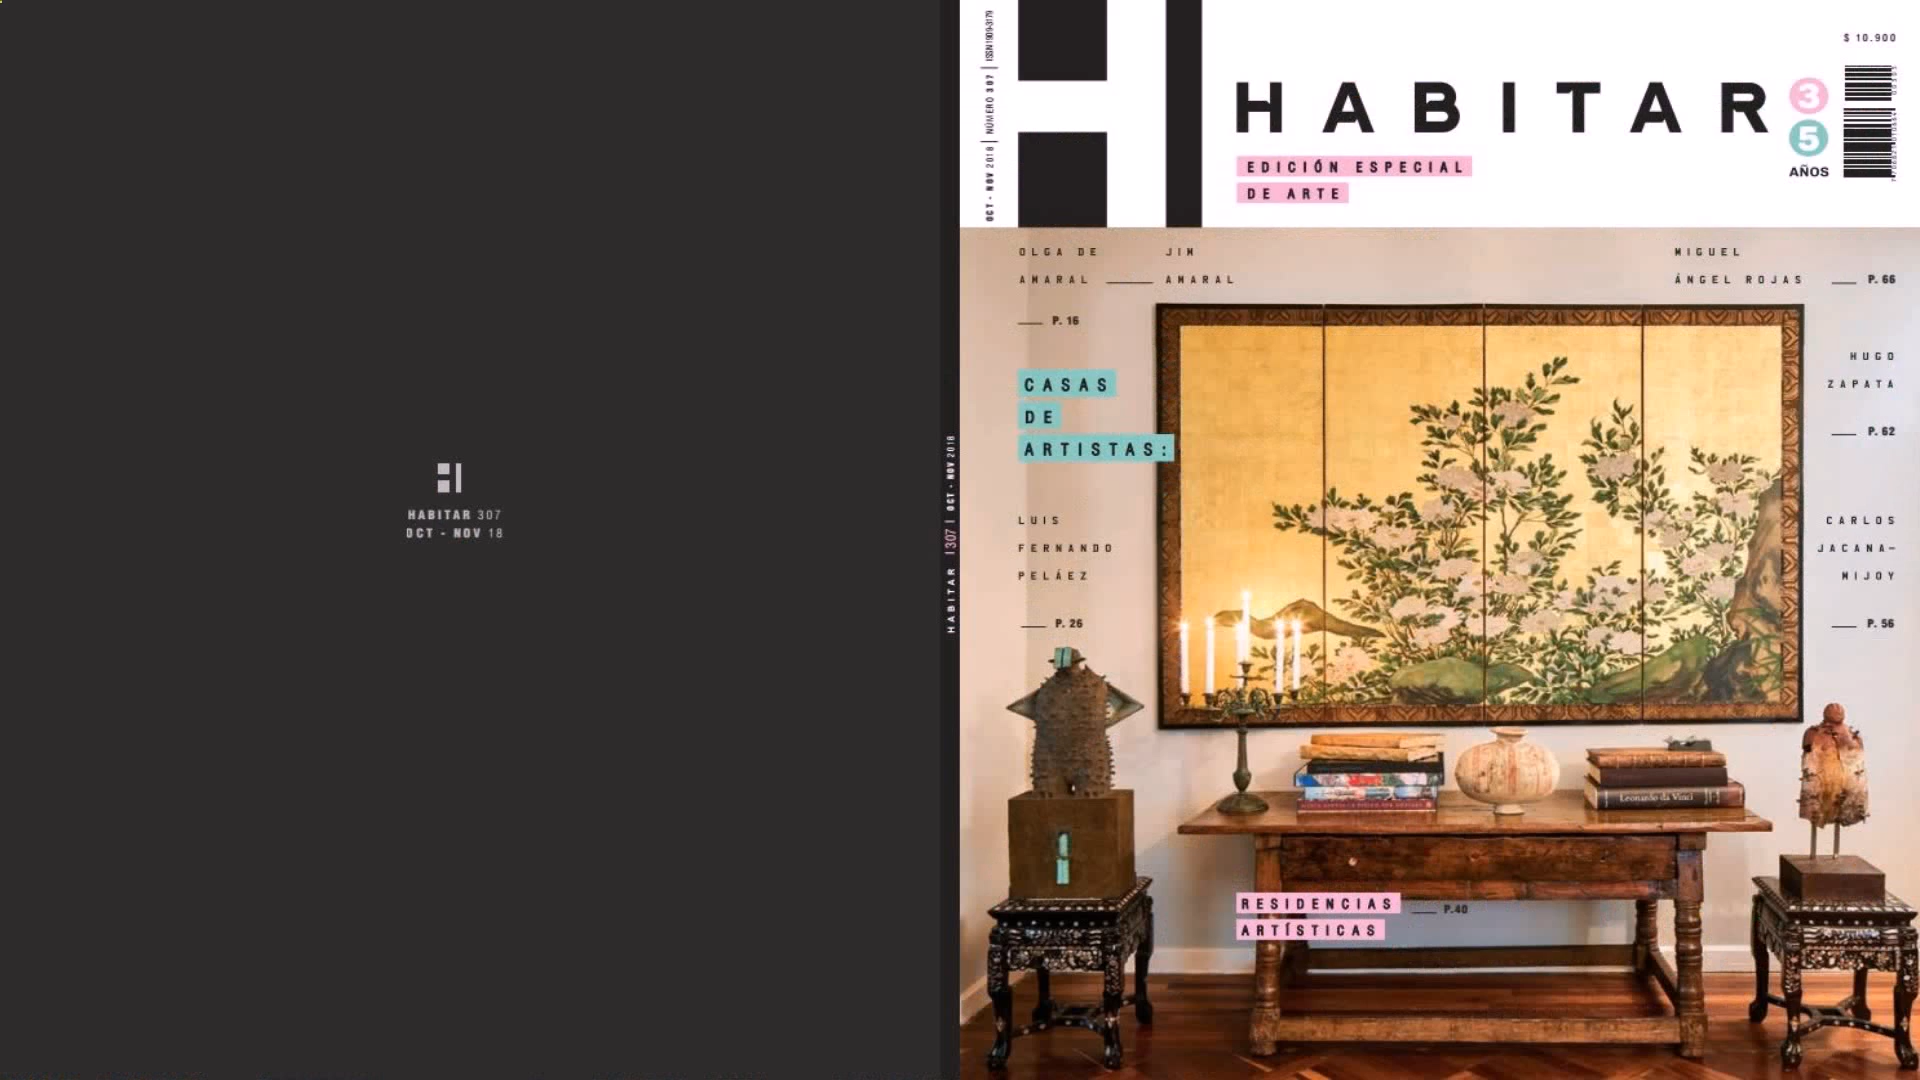 HABITAR 307
OCT - NOV 18
HABITAR | 307 | OCT - NOV 2018
OCT - NOV 2018 | NÚMERO 307 | ISSN 1909-3179
HABITAR
35
AÑOS
$ 10.900
EDICIÓN ESPECIAL
DE ARTE
OLGA DE
AMARAL
JIM
AMARAL
P. 16
MIGUEL
ÁNGEL ROJAS
P. 66
CASAS
DE
ARTISTAS:
HUGO
ZAPATA
P. 62
LUIS
FERNANDO
PELÁEZ
P. 26
CARLOS
JACANA-
MIJOY
P. 56
Leonardo da Vinci
RESIDENCIAS
ARTÍSTICAS
P.40